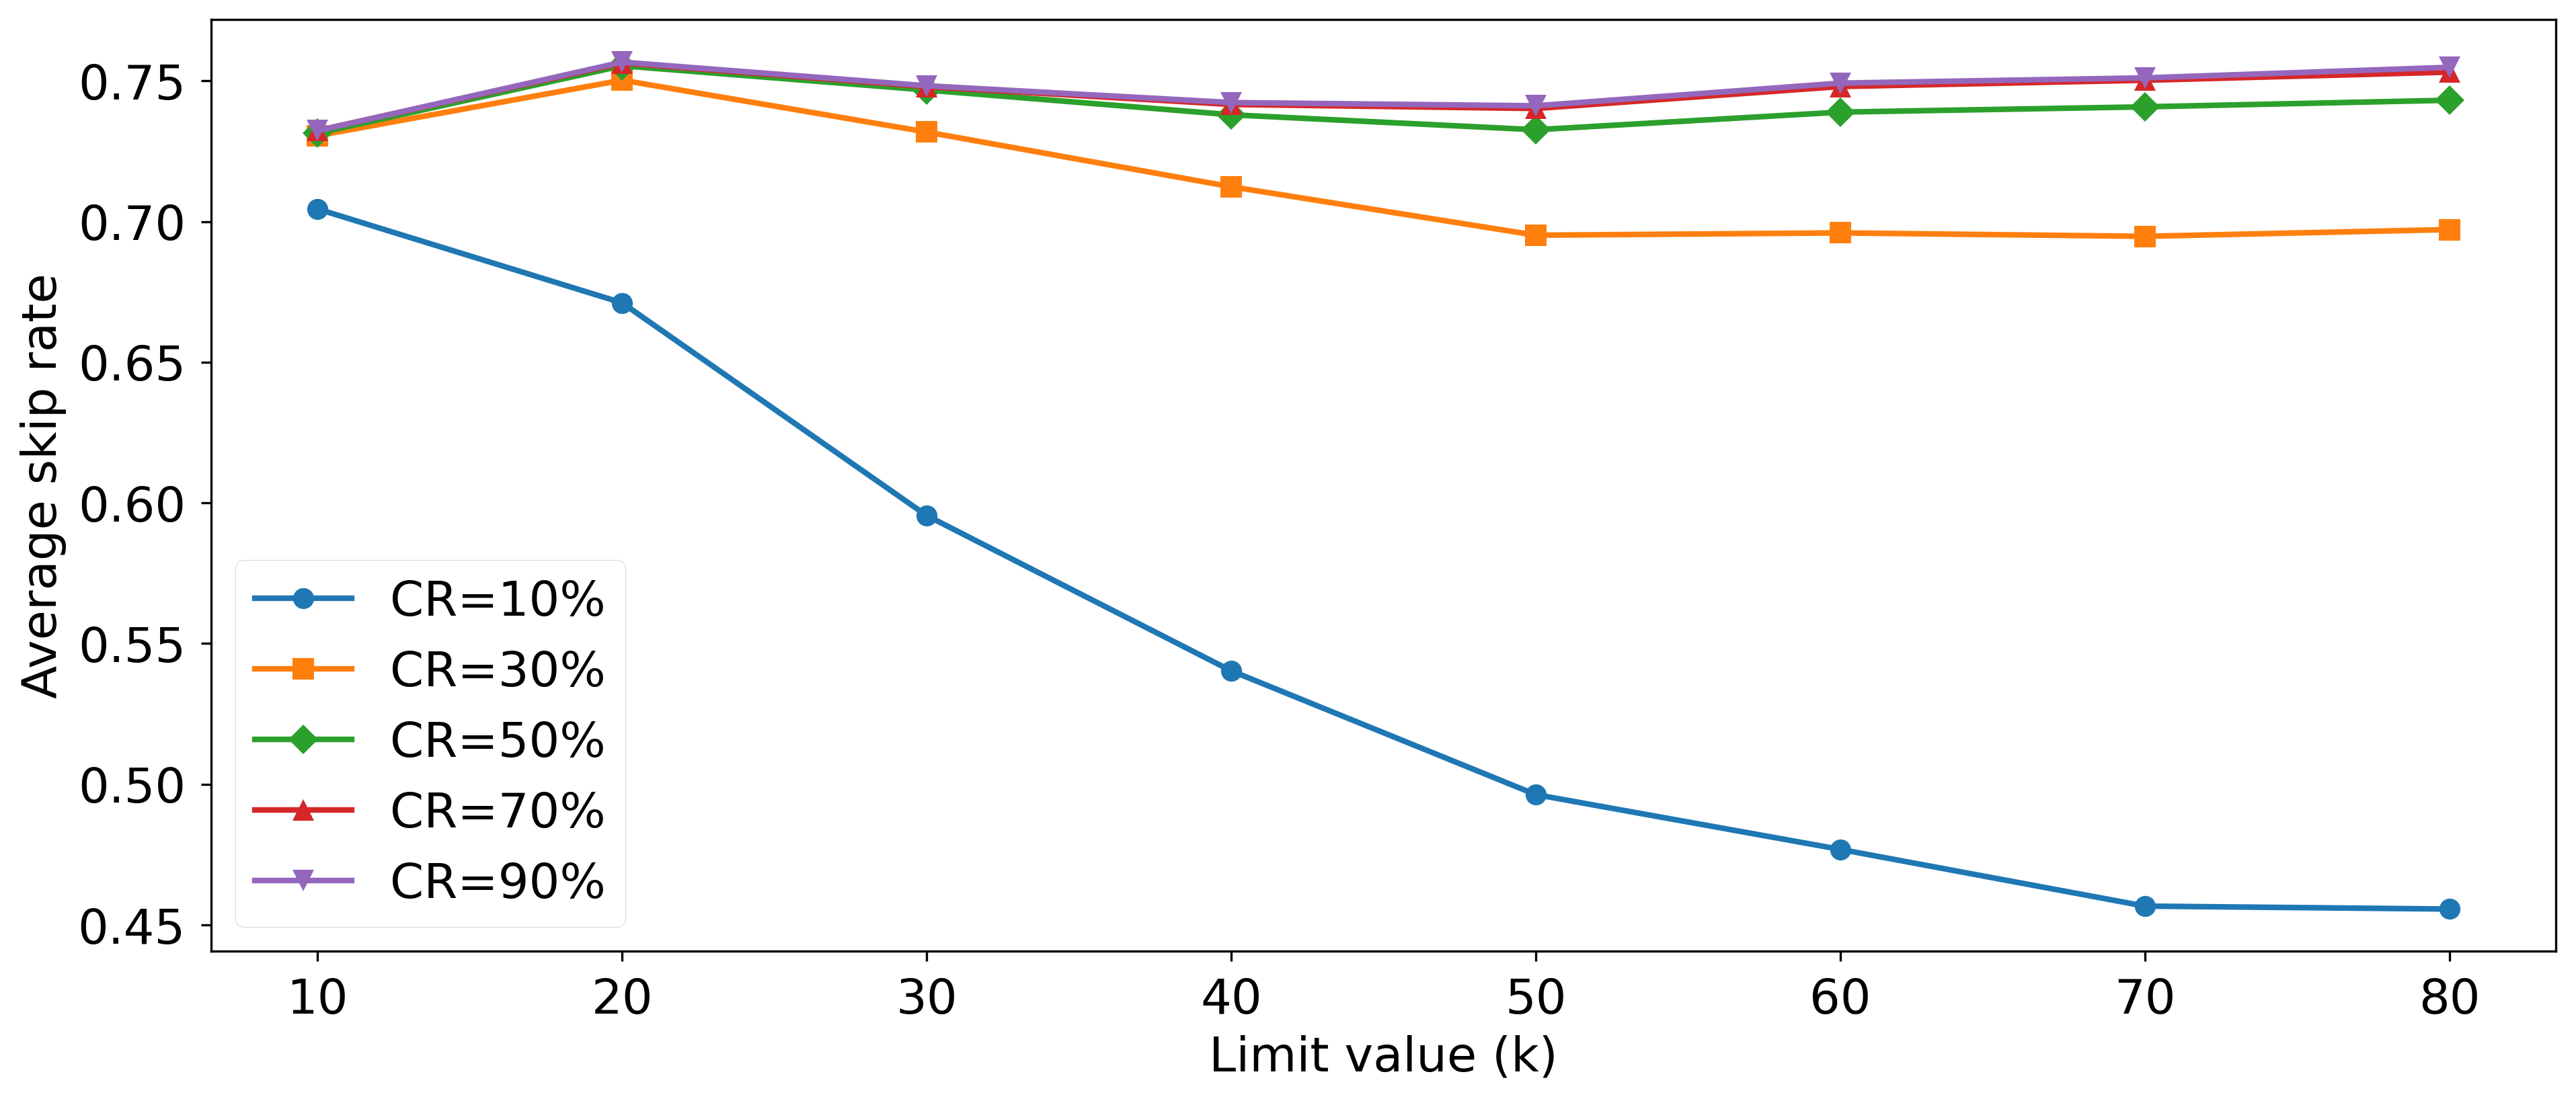 0.75
0.70
0.65
0.60
0.55
0.50
0.45
Average skip rate
CR=10%
CR=30%
CR=50%
CR=70%
CR=90%
10 20 30 40 50 60 70 80
Limit value (k)